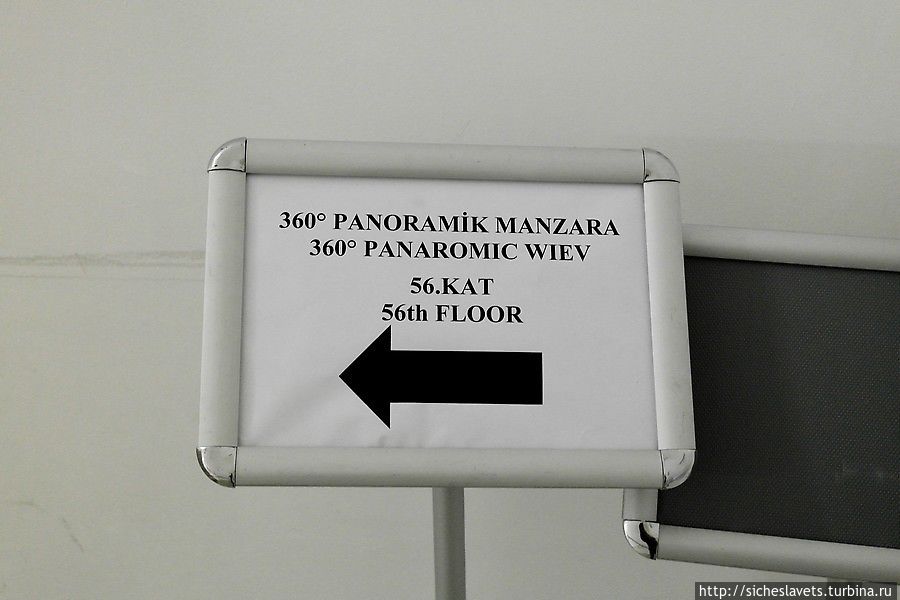 360° PANORAMİK MANZARA
360° PANAROMIC WIEV
56.KAT
56th FLOOR
http://sicheslavets.turbina.ru